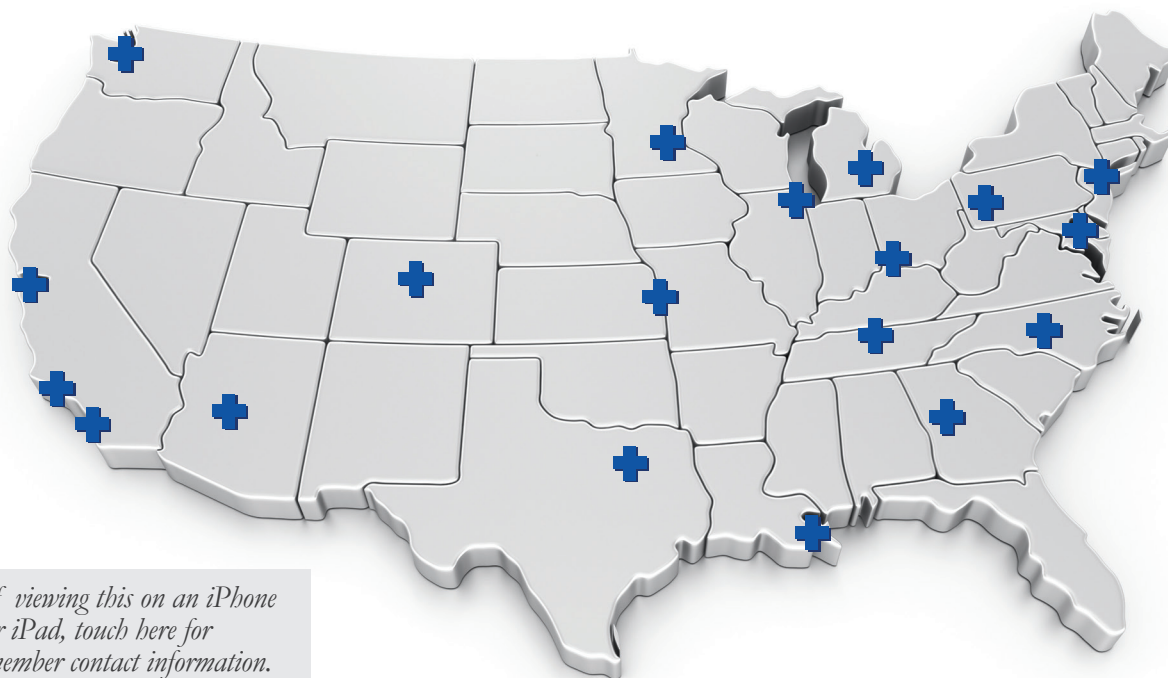 f viewing this on an iPhone
r iPad, touch here for
member contact information.